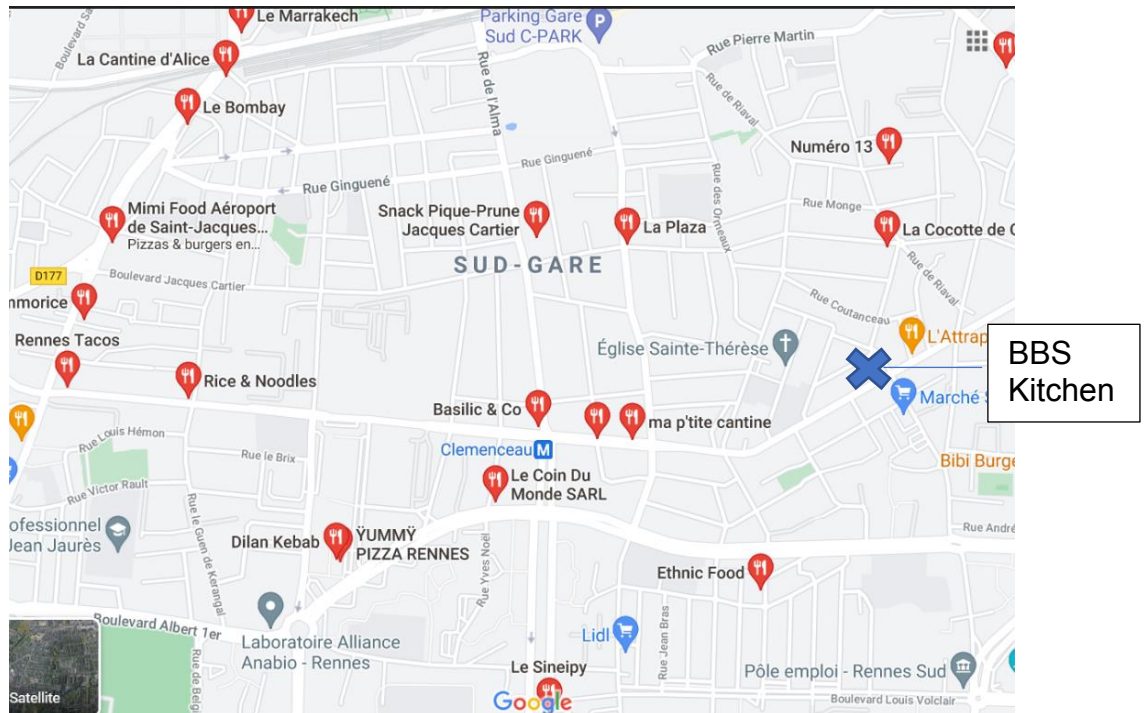 Le Marrakech
Parking Gare
Sud C-PARK
P
Boulevard
La Cantine d'Alice
Rue Pierre Martin
Rue de l'Alma
Le Bombay
Rue de Riaval
Numéro 13
Rue Ginguené
Rue Ginguené
Rue des Ormeaux
Mimi Food Aéroport
de Saint-Jacques...
Pizzas & burgers en...
Snack Pique-Prune
Jacques Cartier
La Plaza
Rue Monge
La Cocotte de
SUD-GARE
D177
Boulevard Jacques Cartier
Rue de Riaval
nmorice
Rue Coutanceau
Rennes Tacos
Église Sainte-Thérèse
L'Attrap
BBS
Kitchen
Rice & Noodles
Marché
Basilic & Co
ma p'tite cantine
Rue Louis Hémon
Clemenceau M
Rue le Brix
Bibi Burge
Le Coin Du
Monde SARL
Rue Victor Rault
Rue le Guen de Kerangal
ofessionnel
Jean Jaurès
Rue André
Dilan Kebab
ŸUMMŸ
PIZZA RENNES
Rue Yves Noël
Ethnic Food
Boulevard Albert 1er
Laboratoire Alliance
Anabio - Rennes
Lidl
Rue Jean Bras
Rue de Belgi
Le Sineipy
Pôle emploi - Rennes Sud
Satellite
Google
Boulevard Louis Volclair